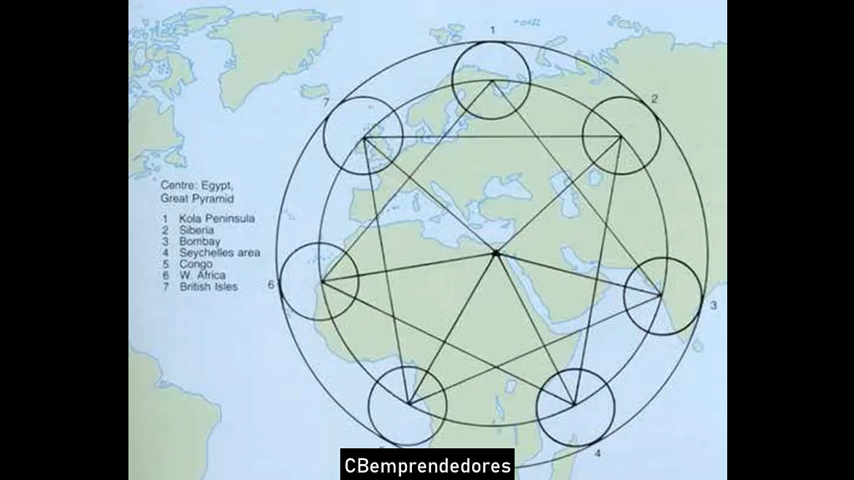 1
2
7
Centre: Egypt,
Great Pyramid
1 Kola Peninsula
2 Siberia
3 Bombay
4 Seychelles area
5 Congo
6 W. Africa
7 British Isles
6
3
4
CBemprendedores